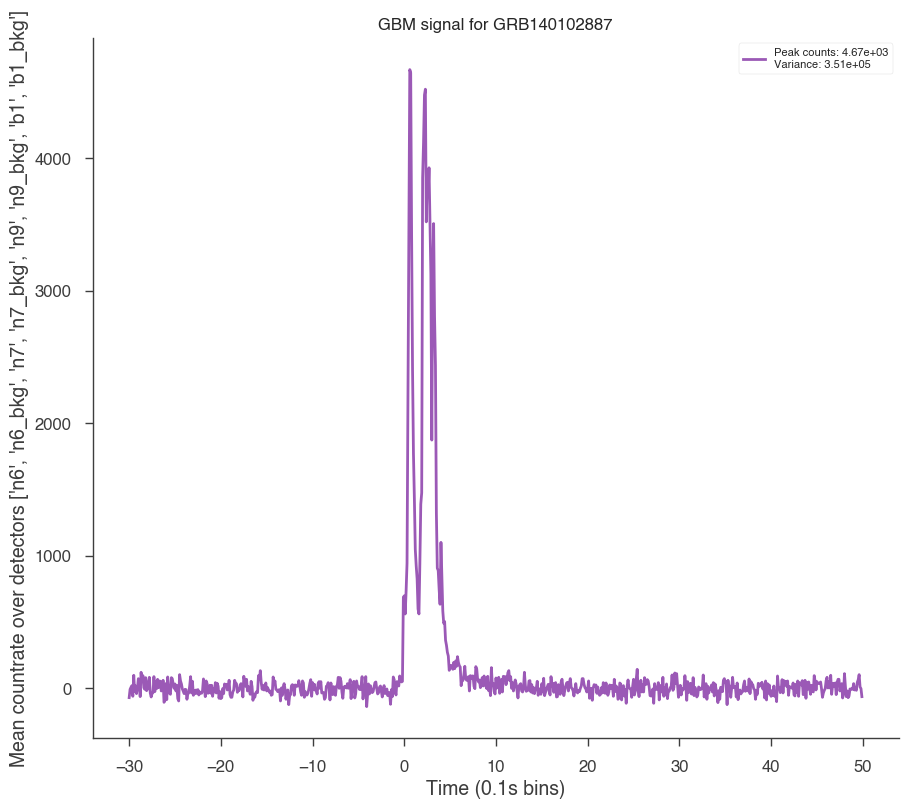 GBM signal for GRB140102887
Peak counts: 4.67e+03
Variance: 3.51e+05
Mean countrate over detectors ['n6', 'n6_bkg', 'n7', 'n7_bkg', 'n9', 'n9_bkg', 'b1', 'b1_bkg']
4000
3000
2000
1000
0
−30 −20 −10 0 10 20 30 40 50
Time (0.1s bins)